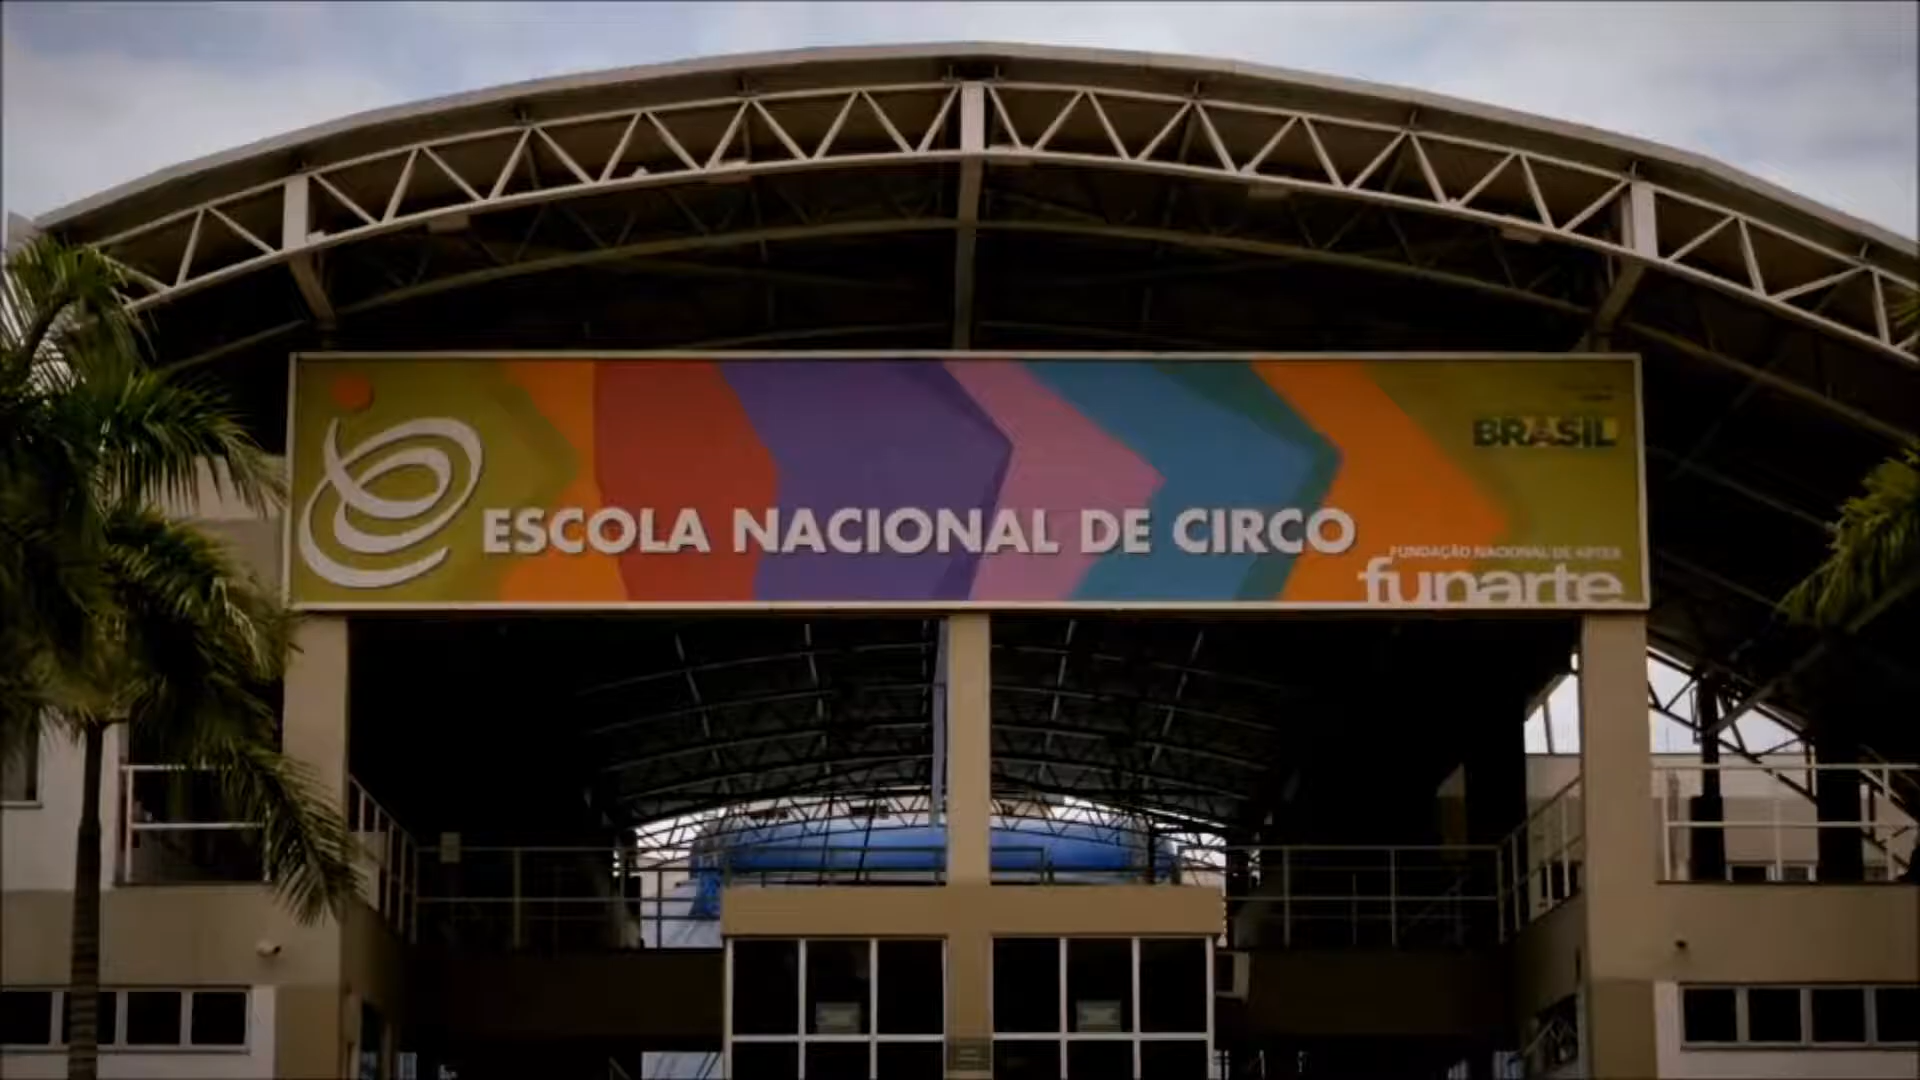 BRASIL
ESCOLA NACIONAL DE CIRCO
FUNDAÇÃO NACIONAL DE ARTES
funarte